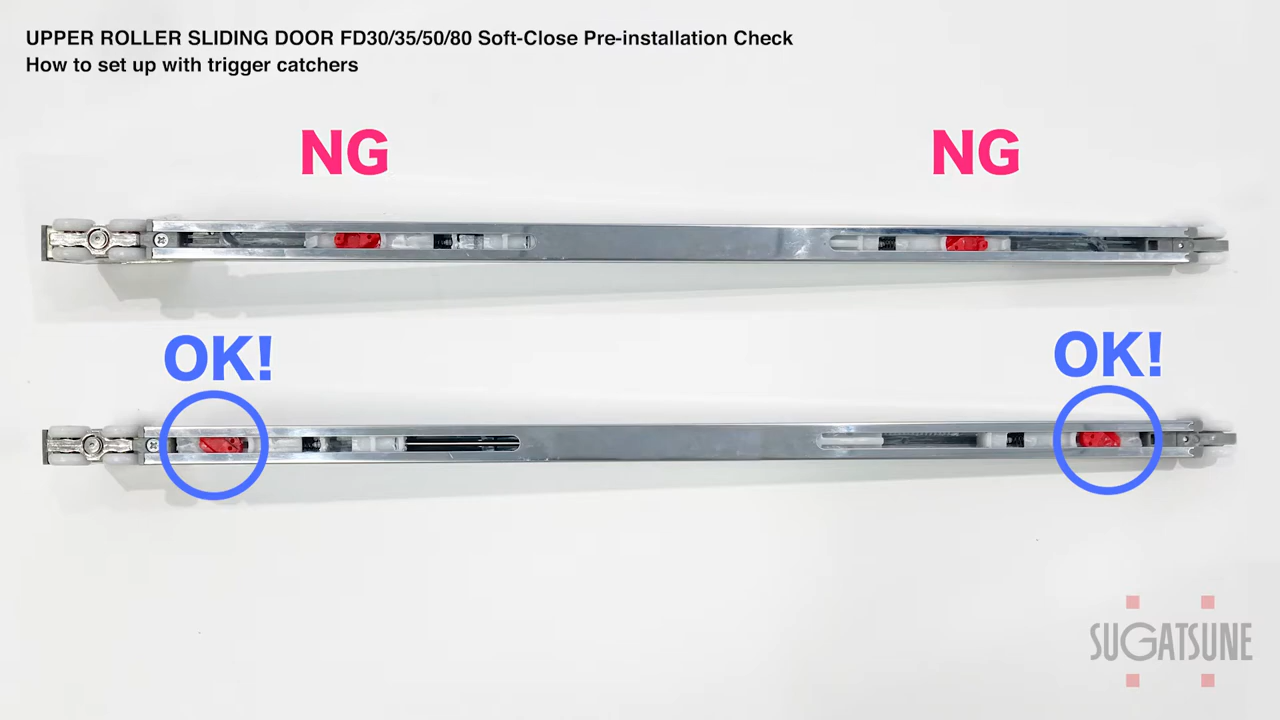 UPPER ROLLER SLIDING DOOR FD30/35/50/80 Soft-Close Pre-installation Check
How to set up with trigger catchers
NG
NG
OK!
OK!
SUGATSUNE